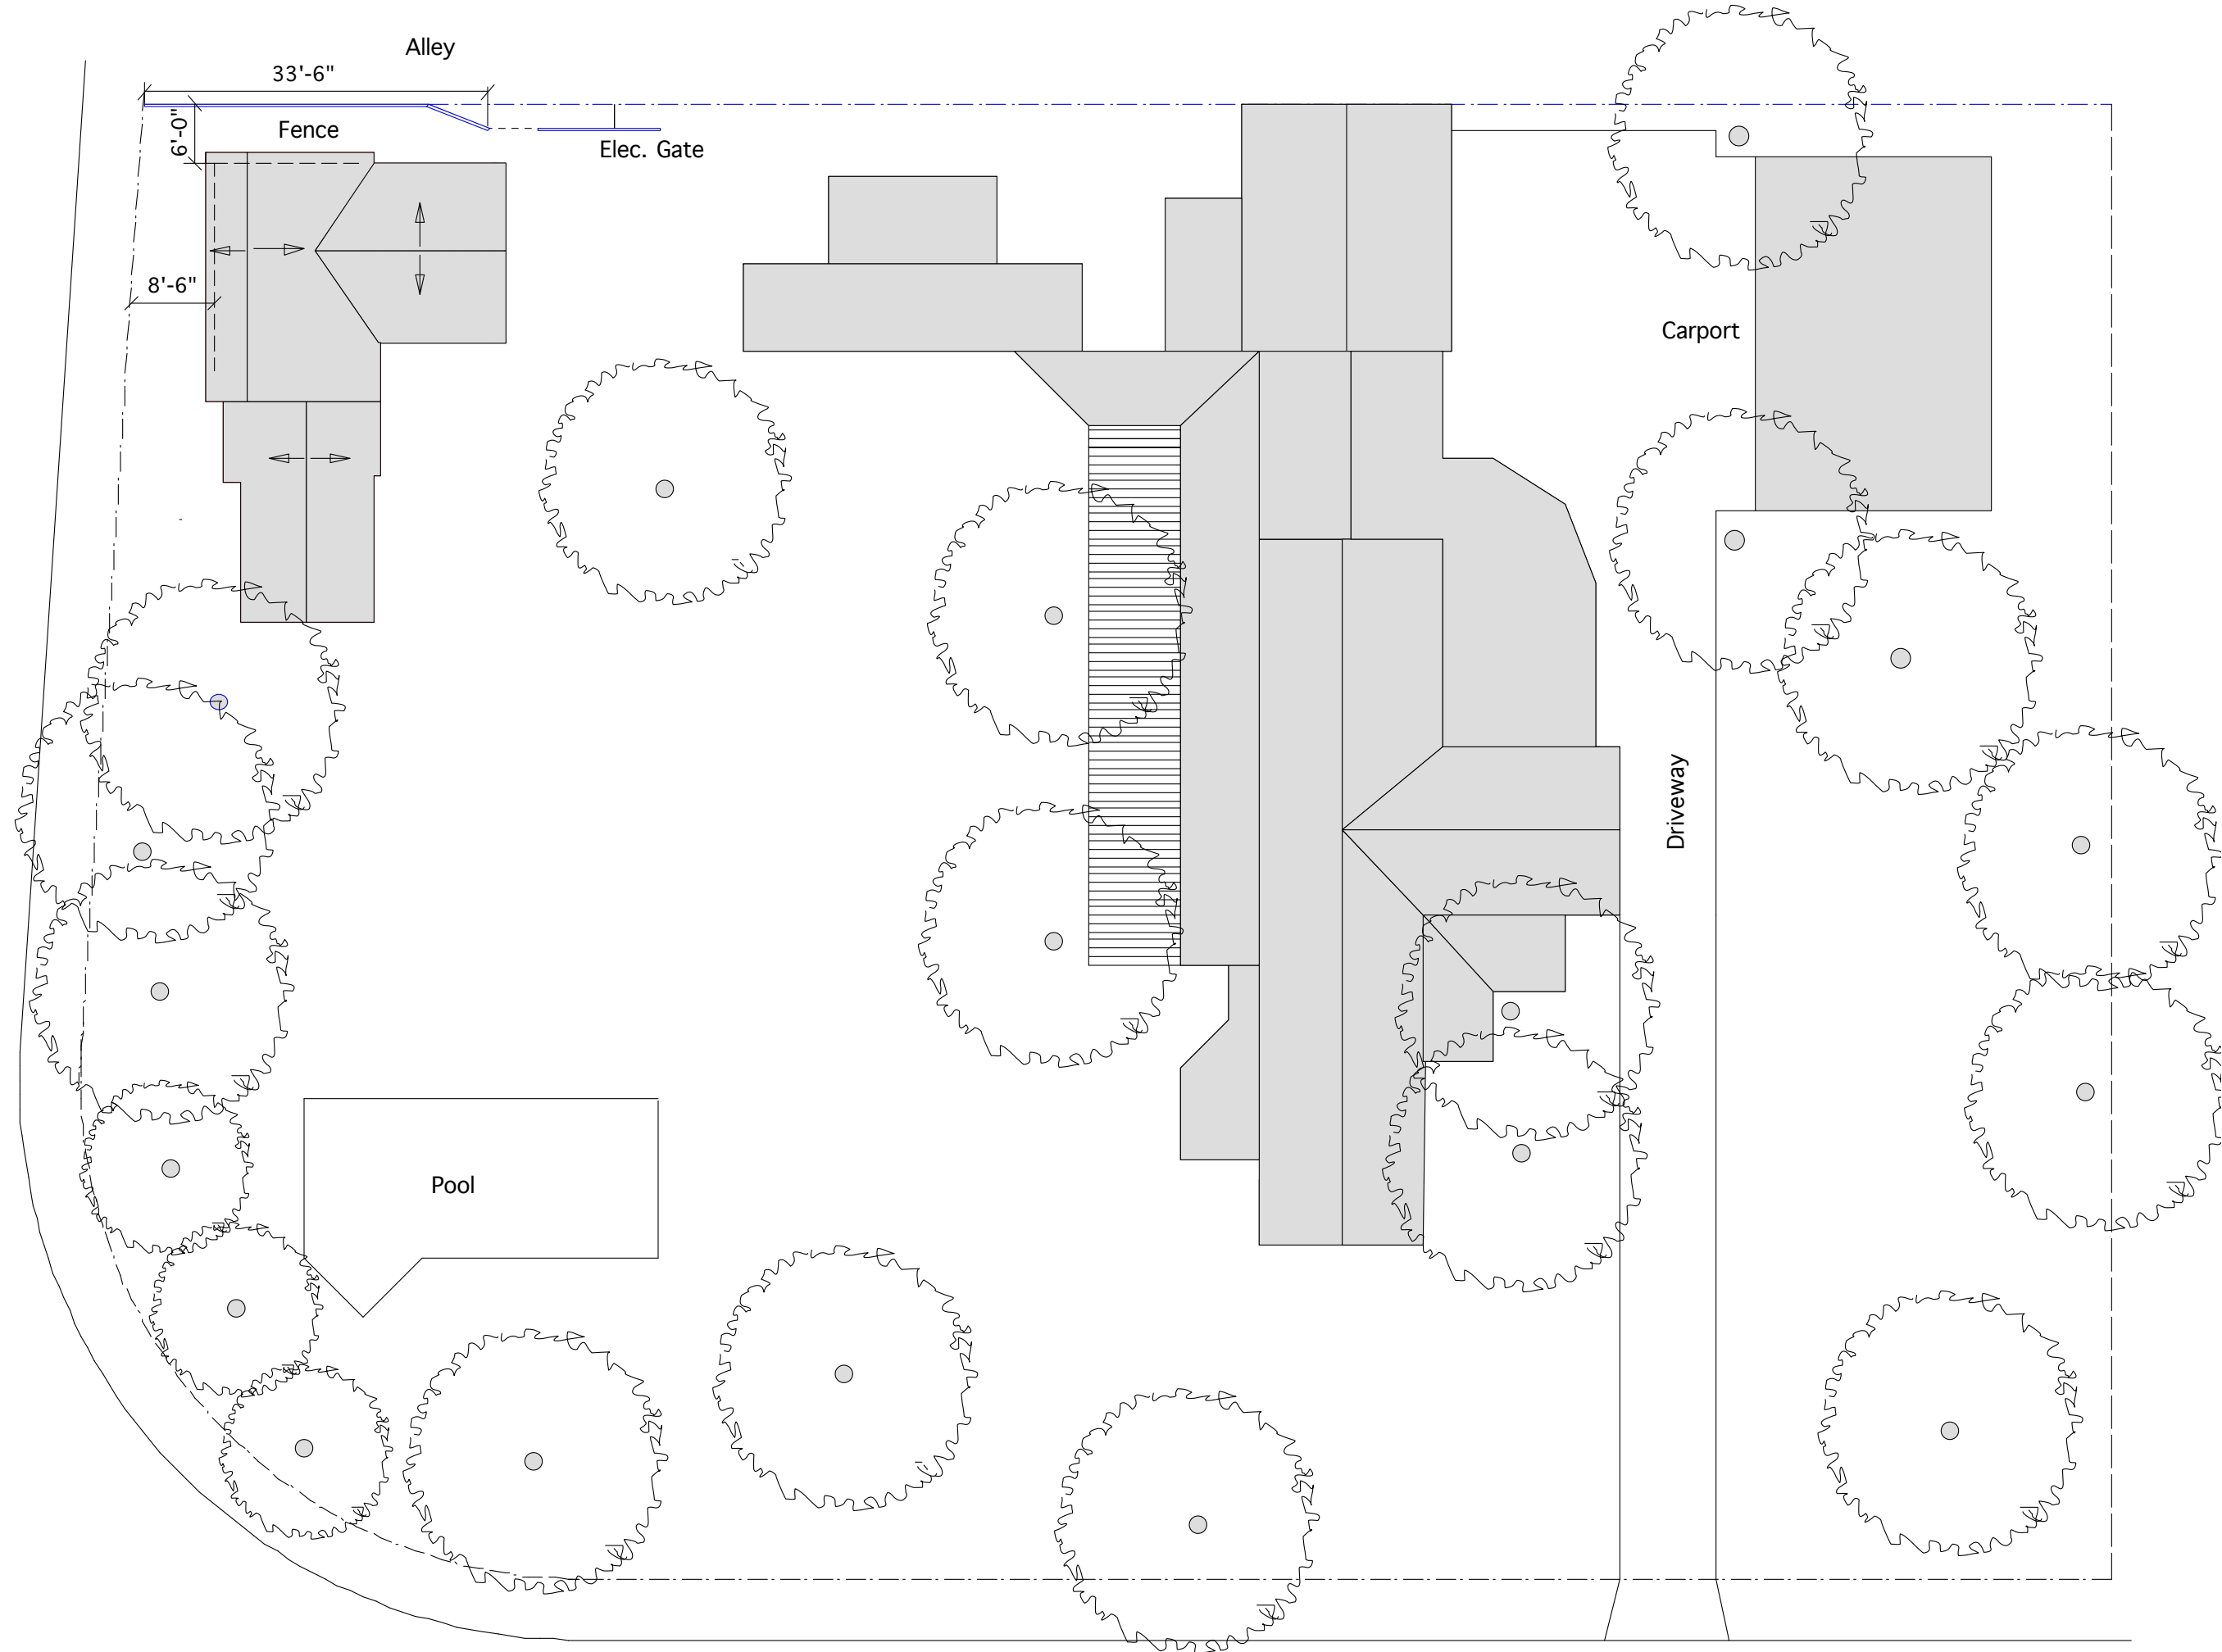 Alley
33'-6"
6'-0"
Fence
Elec. Gate
8'-6"
Carport
Driveway
Pool